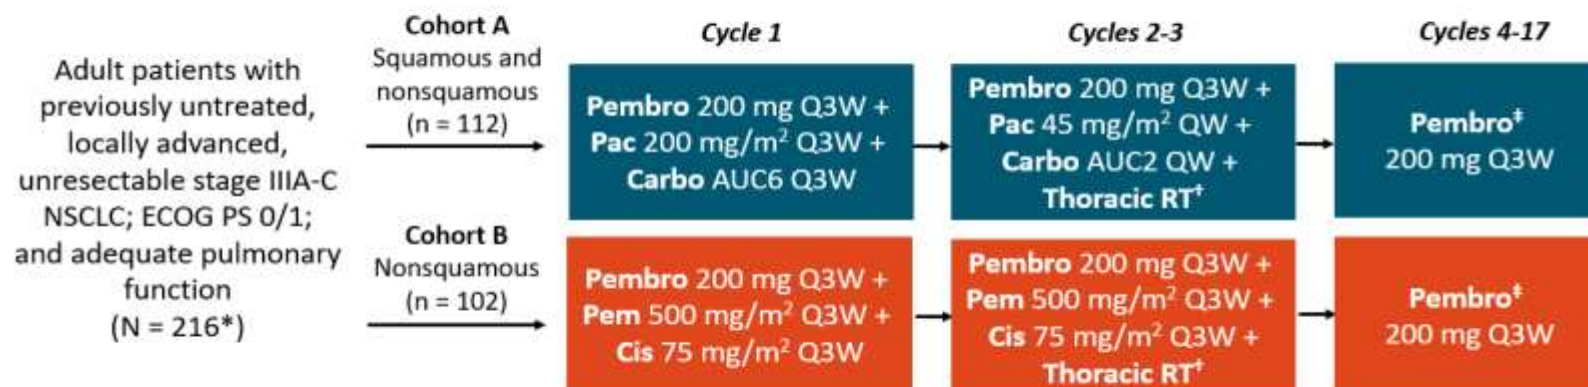 Adult patients with
previously untreated,
locally advanced,
unresectable stage IIIA-C
NSCLC; ECOG PS 0/1;
and adequate pulmonary
function
(N = 216*)
Cohort A
Squamous and
nonsquamous
(n = 112)
Cycle 1
Pembro 200 mg Q3W +
Pac 200 mg/m² Q3W +
Carbo AUC6 Q3W
Cycles 2-3
Pembro 200 mg Q3W +
Pac 45 mg/m² QW +
Carbo AUC2 QW +
Thoracic RT†
Cycles 4-17
Pembro‡
200 mg Q3W
Cohort B
Nonsquamous
(n = 102)
Pembro 200 mg Q3W +
Pem 500 mg/m² Q3W +
Cis 75 mg/m² Q3W
Pembro 200 mg Q3W +
Pem 500 mg/m² Q3W +
Cis 75 mg/m² Q3W +
Thoracic RT†
Pembro‡
200 mg Q3W